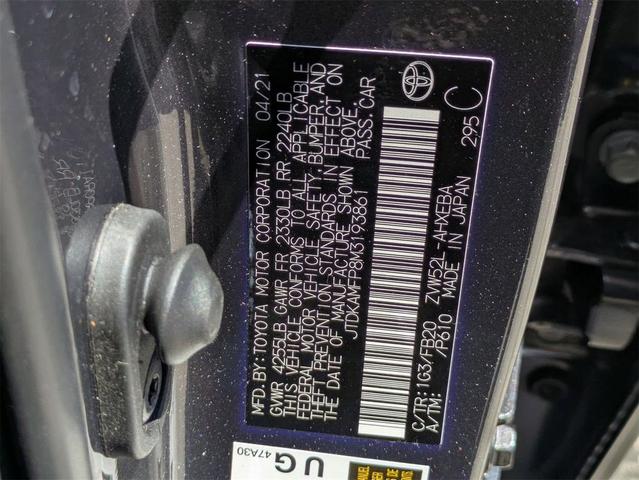 MFD. BY: TOYOTA MOTOR CORPORATION 04/21
GVWR 4255LB GAWR FR 2330LB RR 2240LB
THIS VEHICLE CONFORMS TO ALL APPLICABLE
FEDERAL MOTOR VEHICLE SAFETY, BUMPER, AND
THEFT PREVENTION STANDARDS IN EFFECT ON
THE DATE OF MANUFACTURE SHOWN ABOVE.
JTDKAMFP8M3193861 PASS. CAR
C/TR: 1G3/FB20 ZVW52L-AHXEBA
A/TM: /PG10 MADE IN JAPAN 295 C
UG
47A30